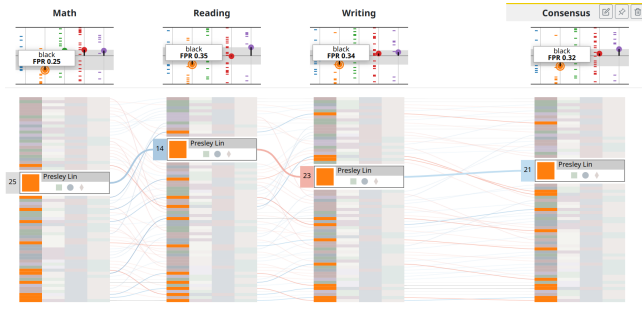 Math
Reading
Writing
Consensus
black
FPR 0.25
black
FPR 0.35
black
FPR 0.34
black
FPR 0.32
25
Presley Lin
14
Presley Lin
23
Presley Lin
21
Presley Lin